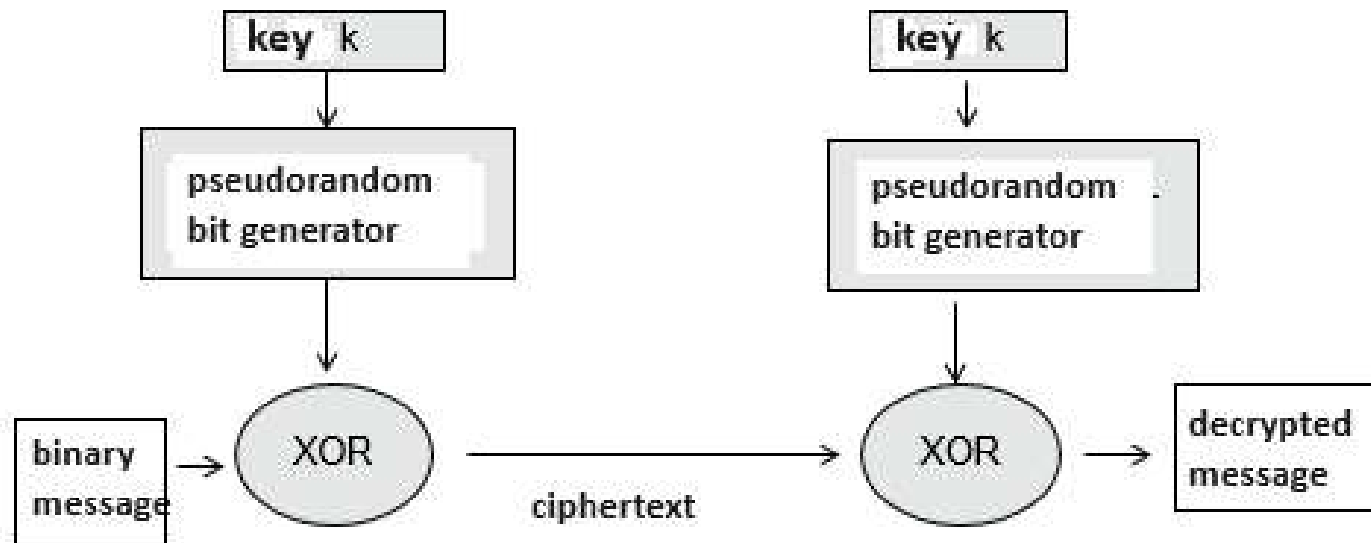 key k
key k
pseudorandom
bit generator
pseudorandom
bit generator
binary
message
XOR
ciphertext
XOR
decrypted
message